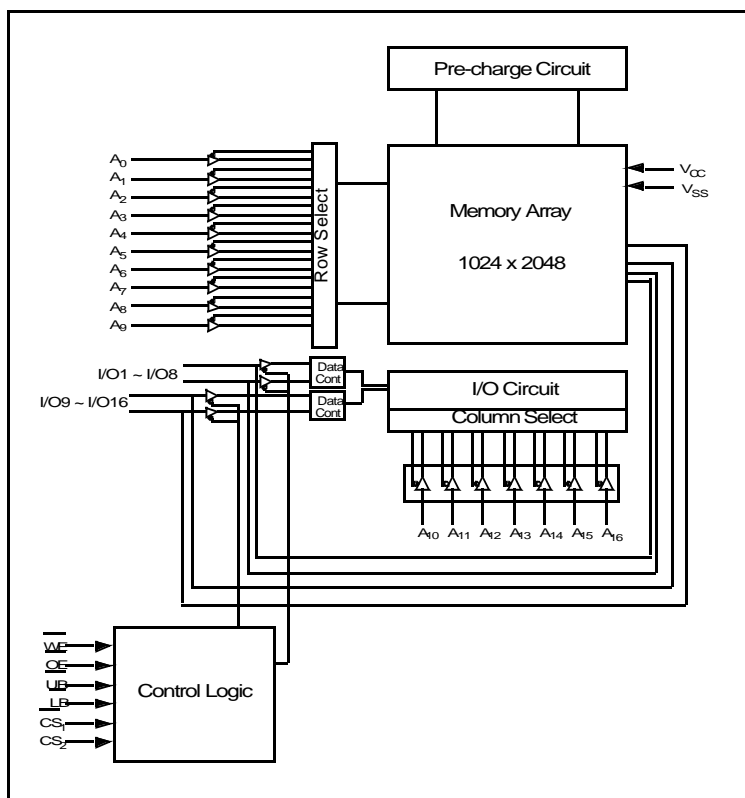 Pre-charge Circuit
A0
A1
A2
A3
A4
A5
A6
A7
A8
A9
Row Select
Memory Array
1024 x 2048
VCC
VSS
I/O1 ~ I/O8
I/O9 ~ I/O16
Data
Cont
Data
Cont
I/O Circuit
Column Select
A10
A11
A12
A13
A14
A15
A16
WE
OE
UB
LB
CS1
CS2
Control Logic